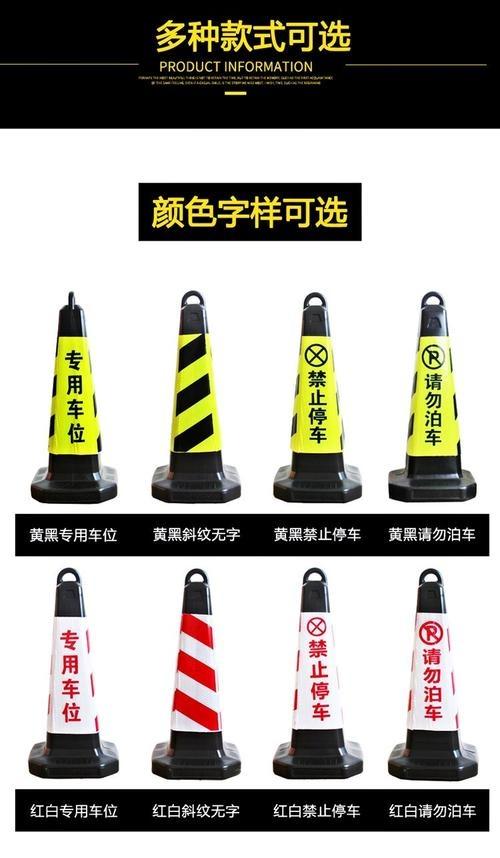 多种款式可选
PRODUCT INFORMATION
颜色字样可选
专用车位
禁止停车
请勿泊车
黄黑专用车位
黄黑斜纹无字
黄黑禁止停车
黄黑请勿泊车
专用车位
禁止停车
请勿泊车
红白专用车位
红白斜纹无字
红白禁止停车
红白请勿泊车